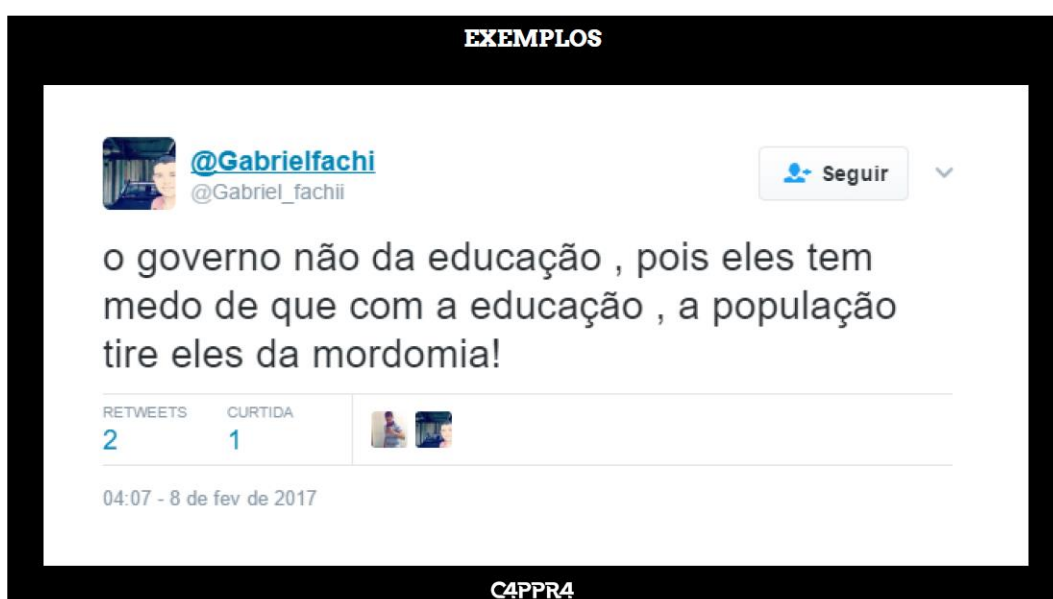 EXEMPLOS
@Gabrielfachi
@Gabriel_fachii
Seguir
o governo não da educação , pois eles tem
medo de que com a educação , a população
tire eles da mordomia!
RETWEETS CURTIDA
2 1
04:07 - 8 de fev de 2017
C4PPR4